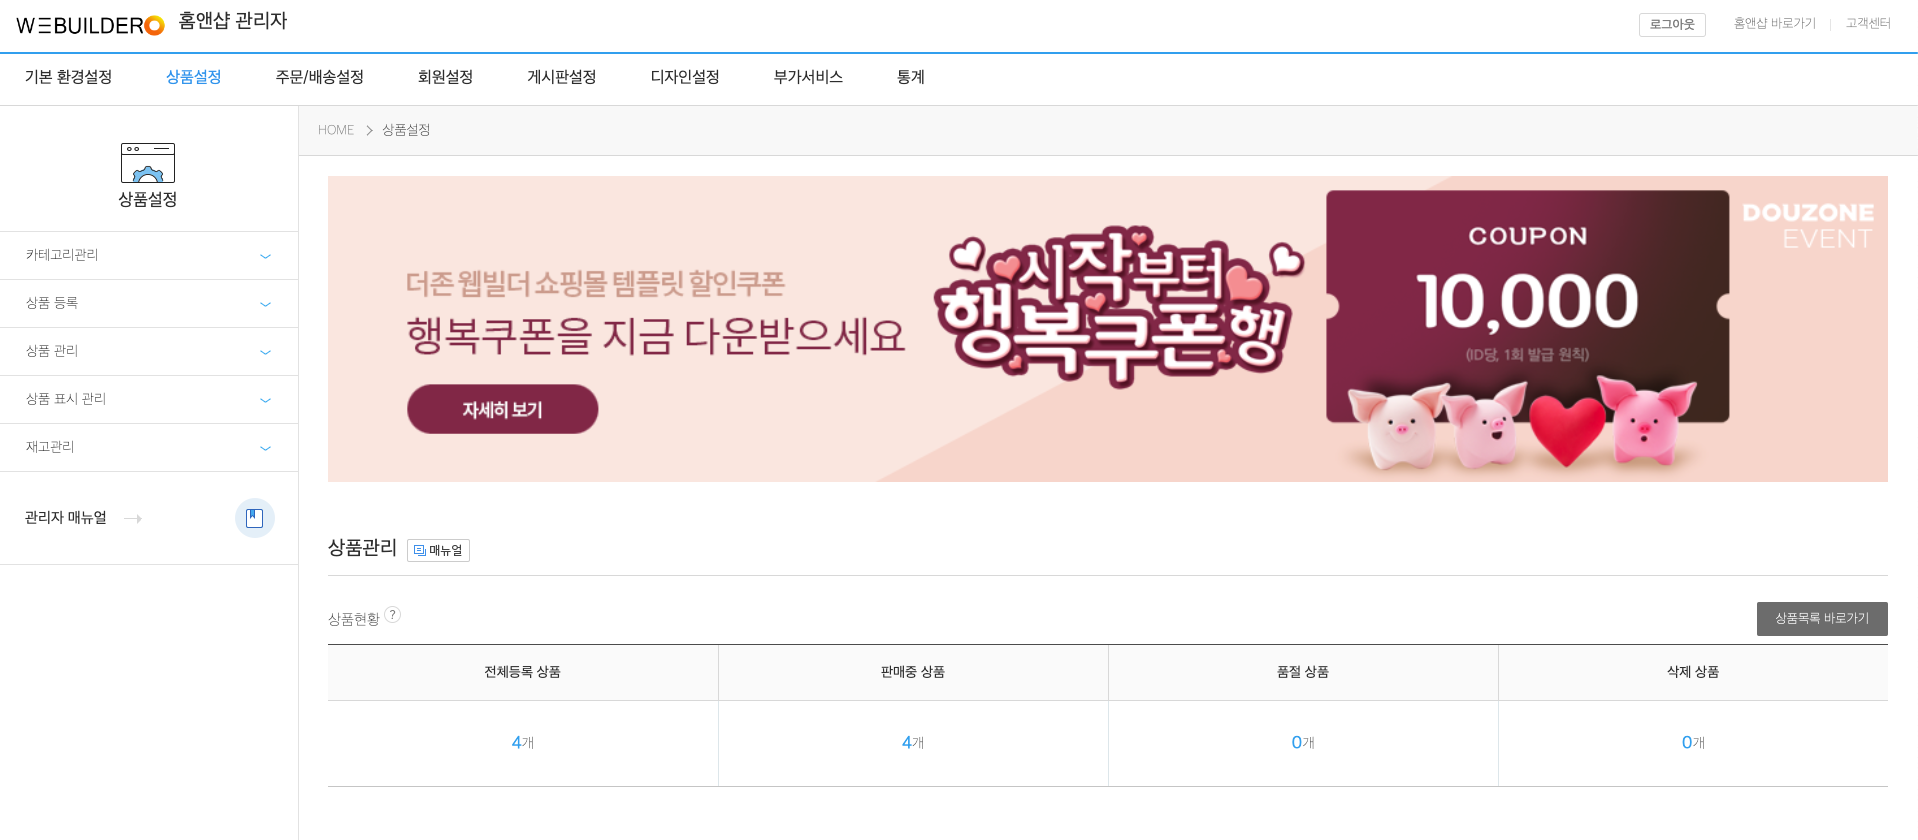 WEBUILDER 홈앤샵 관리자
로그아웃 홈앤샵 바로가기 고객센터
기본 환경설정 상품설정 주문/배송설정 회원설정 게시판설정 디자인설정 부가서비스 통계
HOME > 상품설정
상품설정
카테고리관리
상품 등록
상품 관리
상품 표시 관리
재고관리
관리자 매뉴얼
더존 웹빌더 쇼핑몰 템플릿 할인쿠폰
행복쿠폰을 지금 다운받으세요
자세히 보기
시작부터
행복쿠폰행
COUPON
10,000
(ID당, 1회 발급 원칙)
DOUZONE
EVENT
상품관리 매뉴얼
상품현황 ?
상품목록 바로가기
전체등록 상품 판매중 상품 품절 상품 삭제 상품
4개 4개 0개 0개